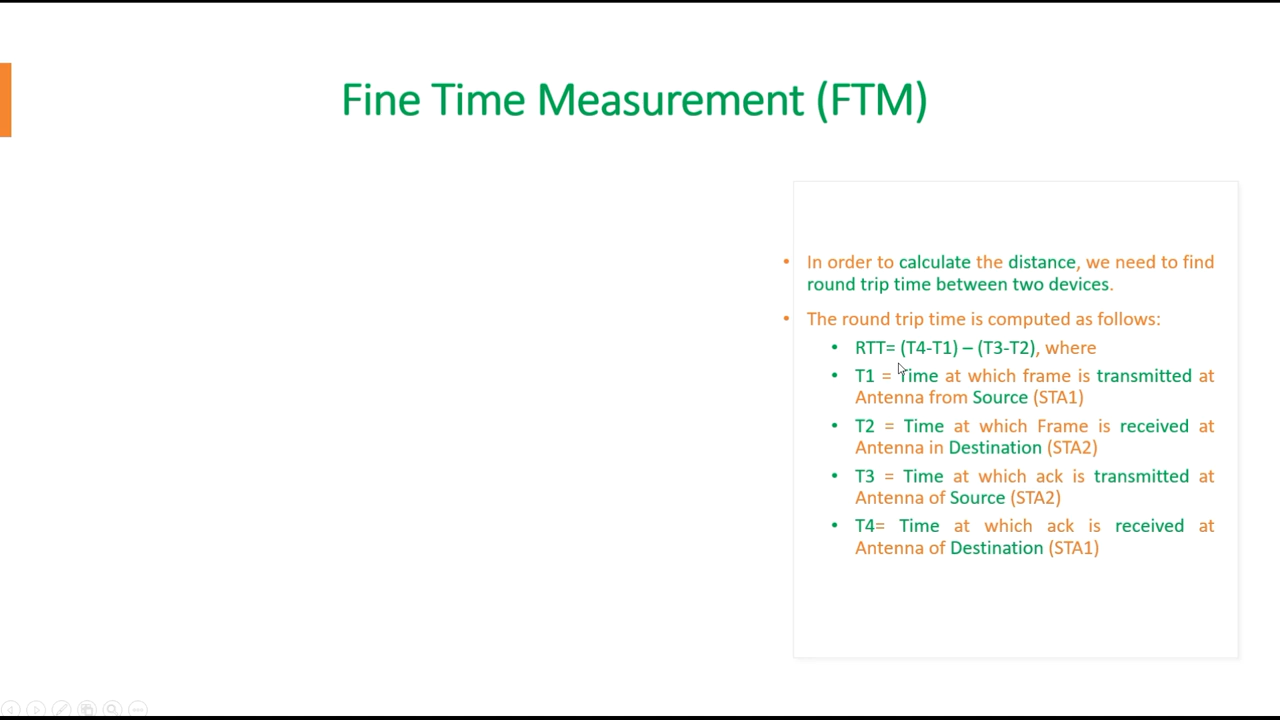 Fine Time Measurement (FTM)
• In order to calculate the distance, we need to find
round trip time between two devices.
• The round trip time is computed as follows:
• RTT= (T4-T1) – (T3-T2), where
• T1 = Time at which frame is transmitted at
Antenna from Source (STA1)
• T2 = Time at which Frame is received at
Antenna in Destination (STA2)
• T3 = Time at which ack is transmitted at
Antenna of Source (STA2)
• T4= Time at which ack is received at
Antenna of Destination (STA1)